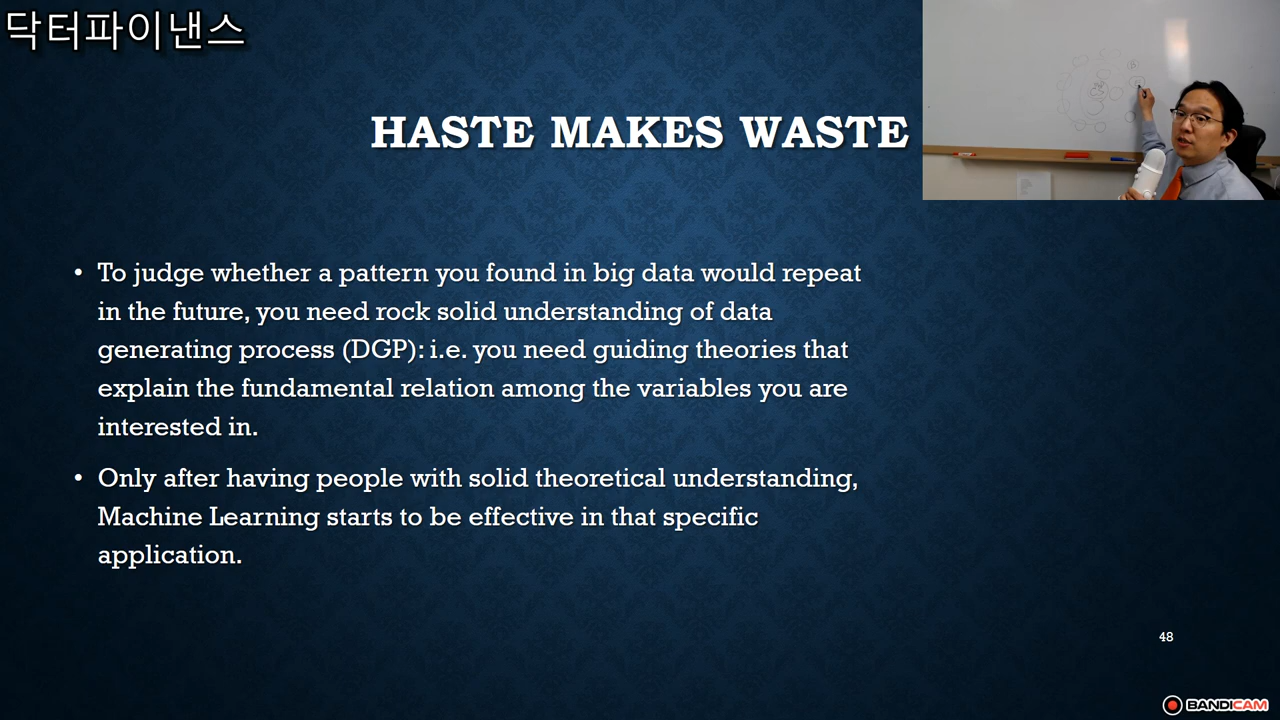 닥터파이낸스
HASTE MAKES WASTE
• To judge whether a pattern you found in big data would repeat
in the future, you need rock solid understanding of data
generating process (DGP): i.e. you need guiding theories that
explain the fundamental relation among the variables you are
interested in.
• Only after having people with solid theoretical understanding,
Machine Learning starts to be effective in that specific
application.
48
BANDICAM